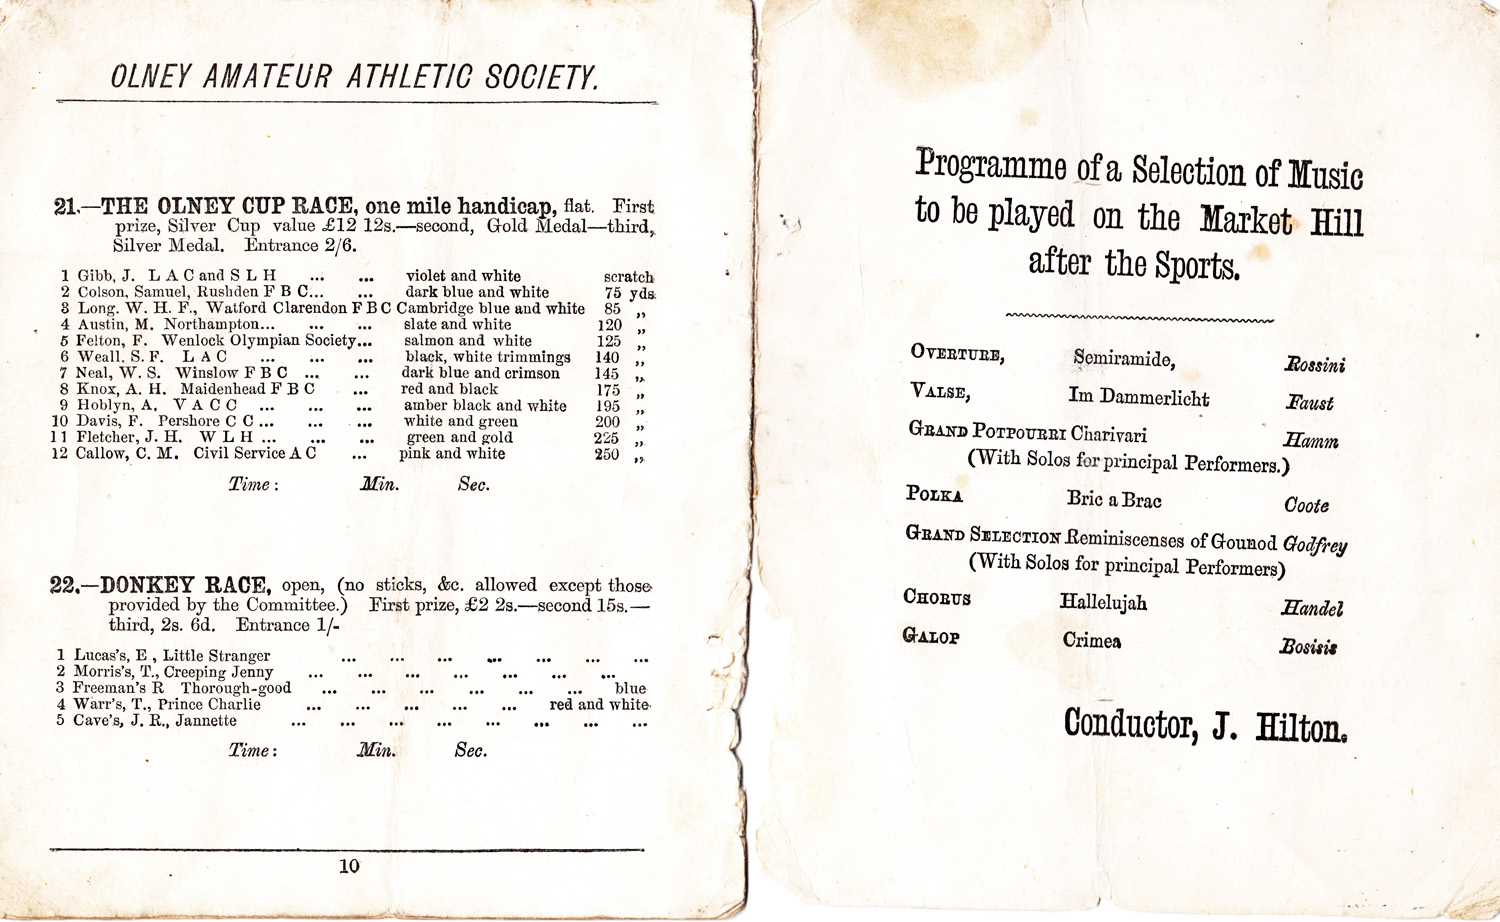 OLNEY AMATEUR ATHLETIC SOCIETY.
21.—THE OLNEY CUP RACE, one mile handicap, flat. First
prize, Silver Cup value £12 12s.—second, Gold Medal—third,
Silver Medal. Entrance 2/6.
1 Gibb, J. L A C and S L H ... ... violet and white scratch
2 Colson, Samuel, Rushden F B C... ... dark blue and white 75 yds.
3 Long. W. H. F., Watford Clarendon F B C Cambridge blue and white 85 „
4 Austin, M. Northampton... ... ... slate and white 120 „
5 Felton, F. Wenlock Olympian Society... salmon and white 125 „
6 Weall, S. F. L A C ... ... ... black, white trimmings 140 „
7 Neal, W. S. Winslow F B C ... ... dark blue and crimson 145 „
8 Knox, A. H. Maidenhead F B C ... red and black 175 „
9 Hoblyn, A. V A C C ... ... ... amber black and white 195 „
10 Davis, F. Pershore C C ... ... ... white and green 200 „
11 Fletcher, J. H. W L H ... ... ... green and gold 225 „
12 Callow, C. M. Civil Service A C ... pink and white 250 „
Time: Min. Sec.
22.—DONKEY RACE, open, (no sticks, &c. allowed except those
provided by the Committee.) First prize, £2 2s.—second 15s.—
third, 2s. 6d. Entrance 1/-
1 Lucas's, E , Little Stranger ... ... ... ... ... ... ...
2 Morris's, T., Creeping Jenny ... ... ... ... ... ... ...
3 Freeman's R Thorough-good ... ... ... ... ... ... blue
4 Warr's, T., Prince Charlie ... ... ... ... ... red and white
5 Cave's, J. R., Jannette ... ... ... ... ... ... ... ...
Time: Min. Sec.
10
Programme of a Selection of Music
to be played on the Market Hill
after the Sports.
OVERTURE, Semiramide, Rossini
VALSE, Im Dammerlicht Faust
GRAND POTPOURRI Charivari Hamm
(With Solos for principal Performers.)
POLKA Bric a Brac Coote
GRAND SELECTION Reminiscenses of Gounod Godfrey
(With Solos for principal Performers)
CHORUS Hallelujah Handel
GALOP Crimea Bosisis
Conductor, J. Hilton.